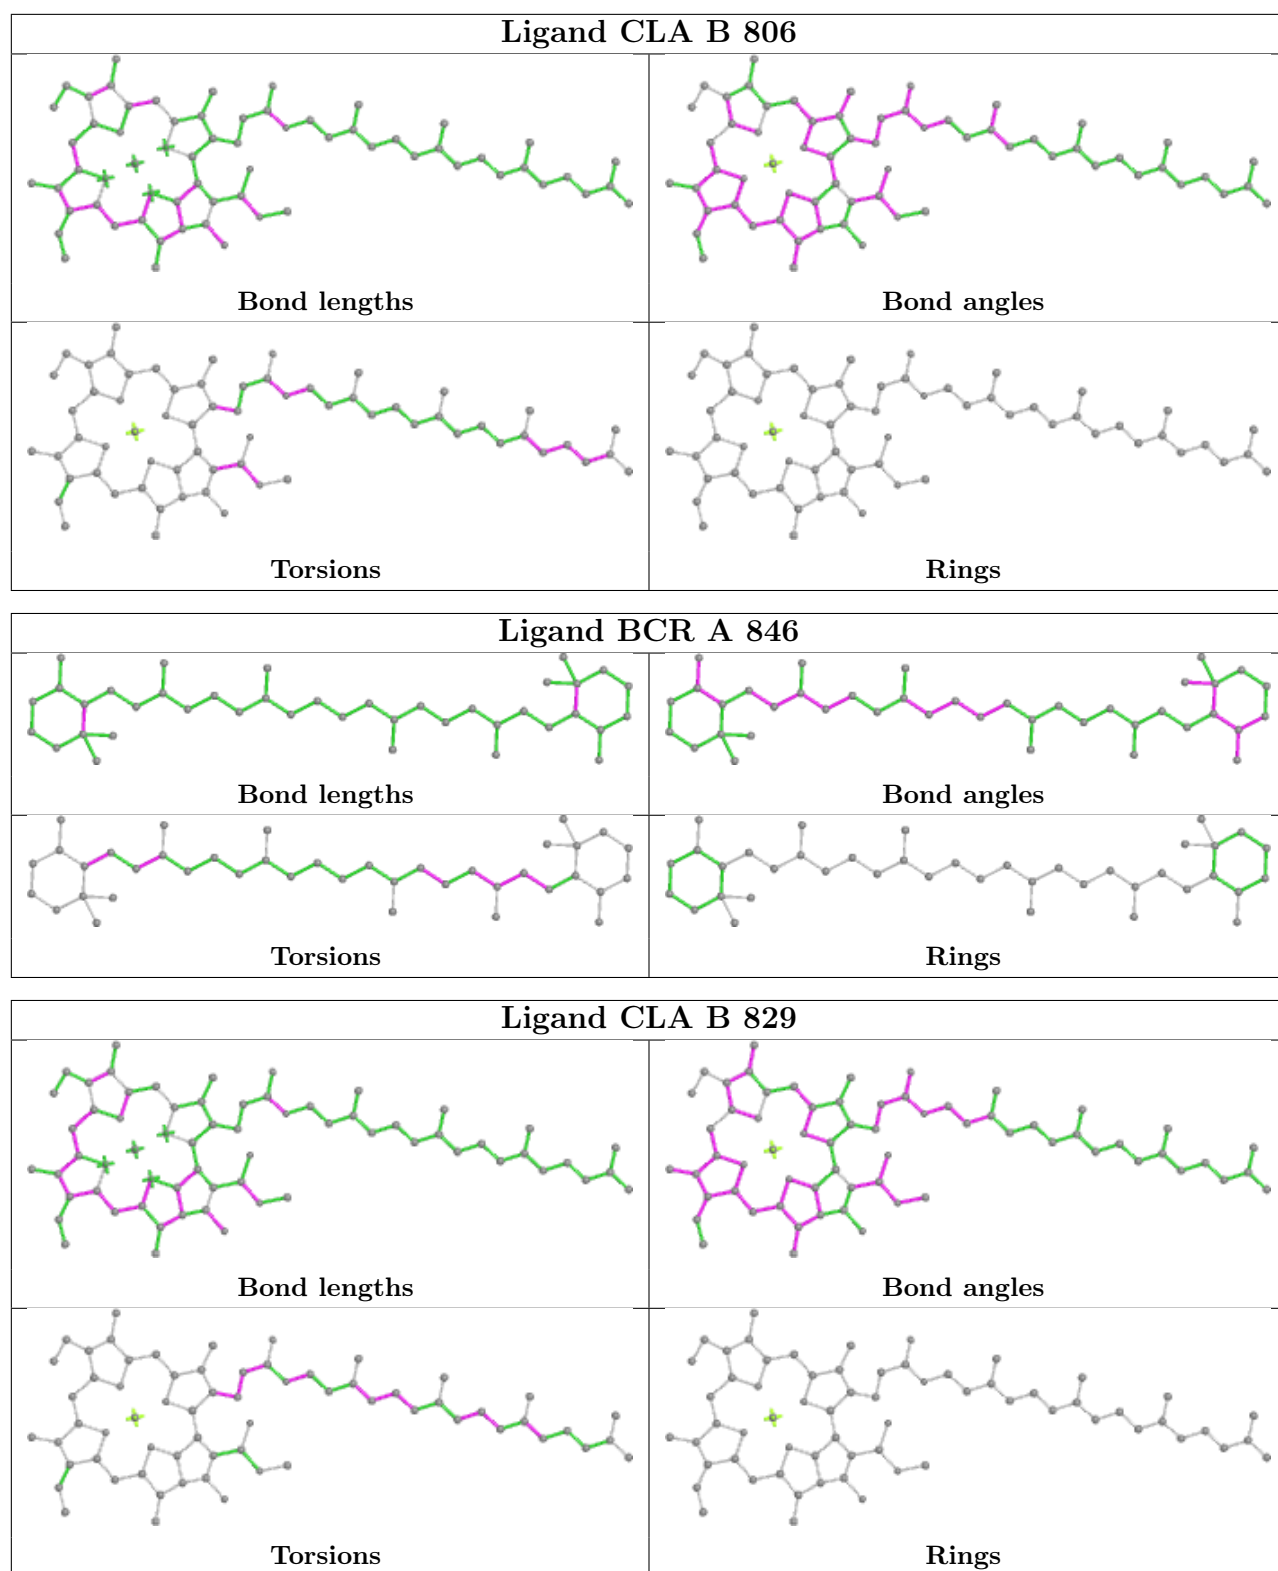 Ligand CLA B 806
Bond lengths
Bond angles
Torsions
Rings
Ligand BCR A 846
Bond lengths
Bond angles
Torsions
Rings
Ligand CLA B 829
Bond lengths
Bond angles
Torsions
Rings